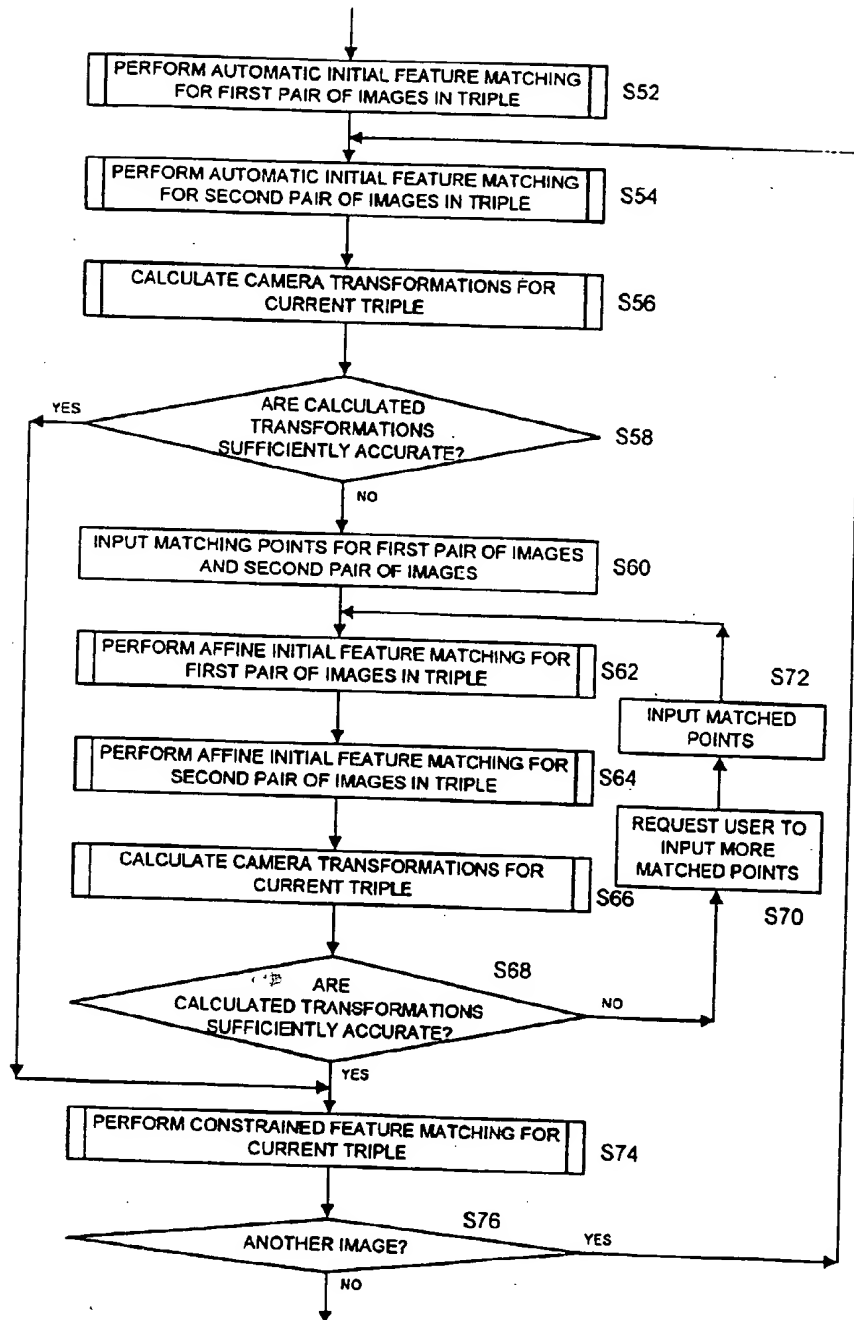 PERFORM AUTOMATIC INITIAL FEATURE MATCHING
FOR FIRST PAIR OF IMAGES IN TRIPLE
S52
PERFORM AUTOMATIC INITIAL FEATURE MATCHING
FOR SECOND PAIR OF IMAGES IN TRIPLE
S54
CALCULATE CAMERA TRANSFORMATIONS FOR
CURRENT TRIPLE
S56
YES
ARE CALCULATED
TRANSFORMATIONS
SUFFICIENTLY ACCURATE?
S58
NO
INPUT MATCHING POINTS FOR FIRST PAIR OF IMAGES
AND SECOND PAIR OF IMAGES
S60
PERFORM AFFINE INITIAL FEATURE MATCHING FOR
FIRST PAIR OF IMAGES IN TRIPLE
S62
S72
INPUT MATCHED
POINTS
PERFORM AFFINE INITIAL FEATURE MATCHING FOR
SECOND PAIR OF IMAGES IN TRIPLE
S64
REQUEST USER TO
INPUT MORE
MATCHED POINTS
S70
CALCULATE CAMERA TRANSFORMATIONS FOR
CURRENT TRIPLE
S66
S68
ARE
CALCULATED TRANSFORMATIONS
SUFFICIENTLY ACCURATE?
NO
YES
PERFORM CONSTRAINED FEATURE MATCHING FOR
CURRENT TRIPLE
S74
S76
ANOTHER IMAGE?
YES
NO